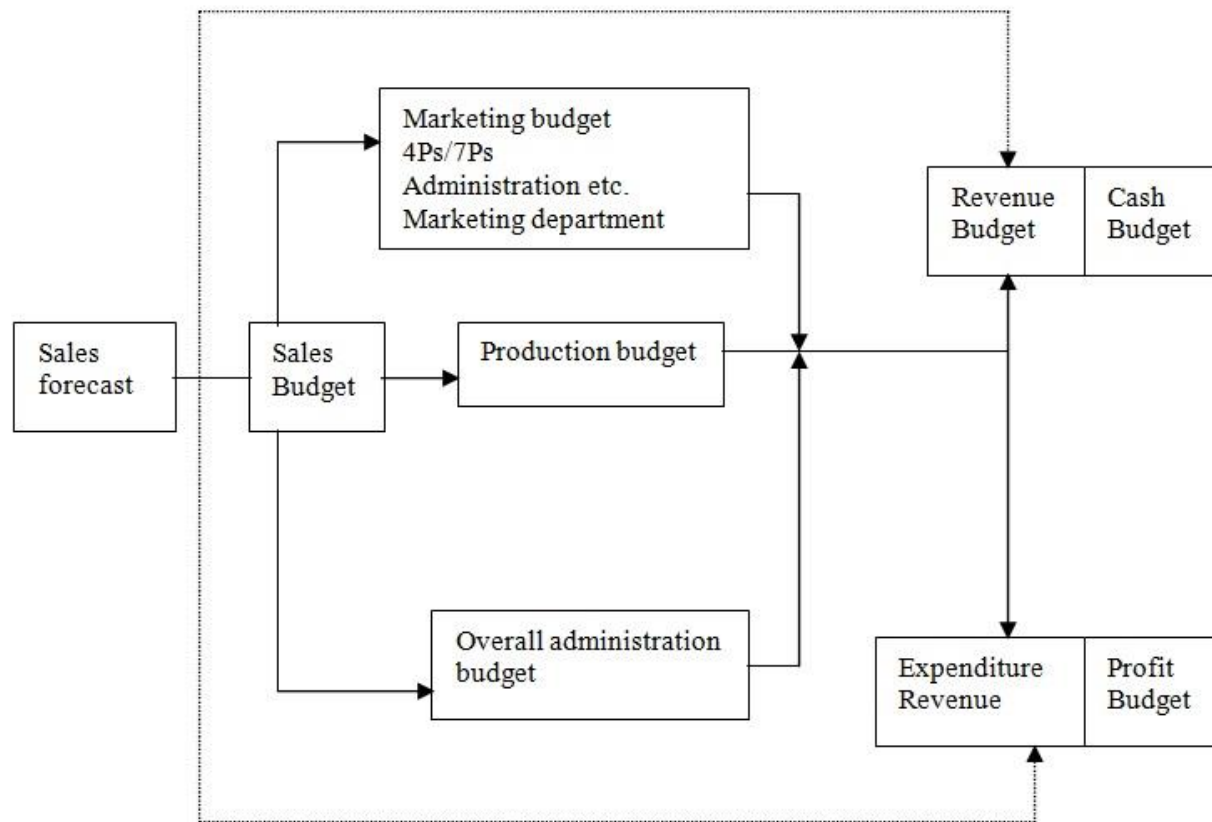 Marketing budget
4Ps/7Ps
Administration etc.
Marketing department
Revenue
Budget
Cash
Budget
Sales
forecast
Sales
Budget
Production budget
Overall administration
budget
Expenditure
Revenue
Profit
Budget